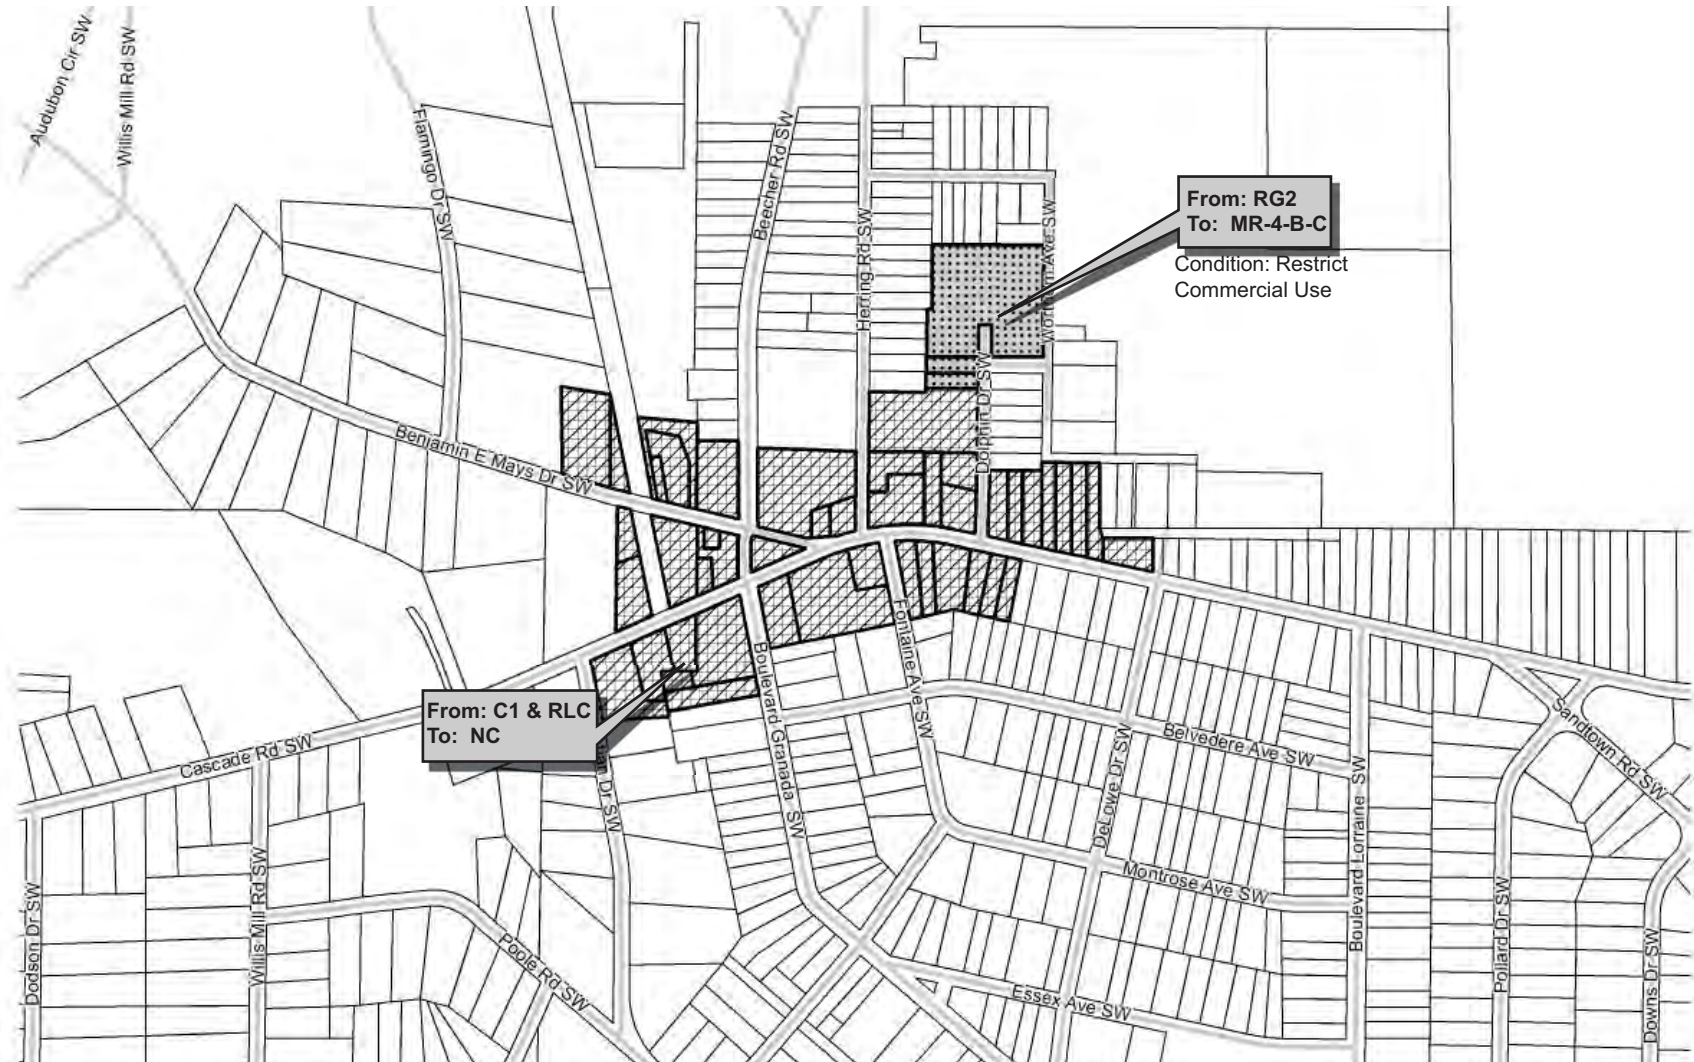 Audubon Cir SW
Willis Mill Rd SW
Flamingo Dr SW
Beecher Rd SW
Herring Rd SW
From: RG2
To: MR-4-B-C
Condition: Restrict
Commercial Use
Ave SW
Dolphin Dr SW
Benjamin E Mays Dr SW
Fontaine Ave SW
Boulevard Granada SW
From: C1 & RLC
To: NC
Dr SW
Cascade Rd SW
Belvedere Ave SW
DeLowe Dr SW
Boulevard Lorraine SW
Sandtown Rd SW
Montrose Ave SW
Willis Mill Rd SW
Dodson Dr SW
Poole Rd SW
Essex Ave SW
Pollard Dr SW
Downs Dr SW